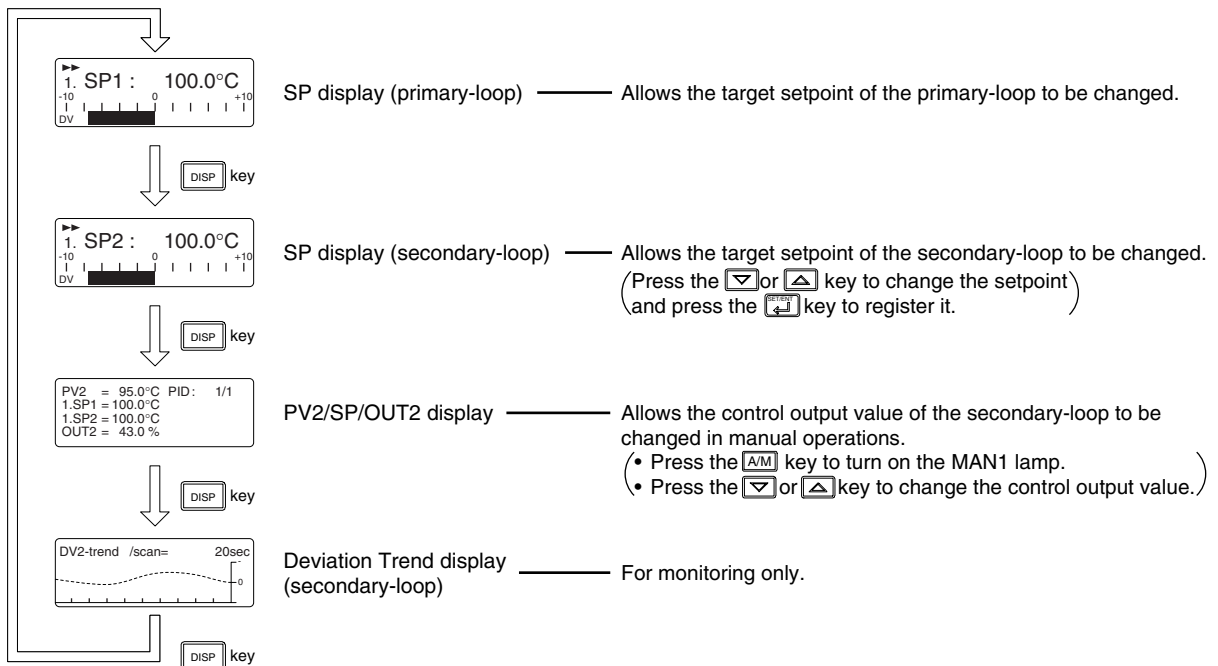 ▶▶
1. SP1 : 100.0°C
-10 0 +10
DV
SP display (primary-loop)
Allows the target setpoint of the primary-loop to be changed.
DISP key
▶▶
1. SP2 : 100.0°C
-10 0 +10
DV
SP display (secondary-loop)
Allows the target setpoint of the secondary-loop to be changed.
(Press the ▽ or △ key to change the setpoint
and press the SET/ENT key to register it.)
DISP key
PV2 = 95.0°C PID: 1/1
1.SP1 = 100.0°C
1.SP2 = 100.0°C
OUT2 = 43.0 %
PV2/SP/OUT2 display
Allows the control output value of the secondary-loop to be
changed in manual operations.
(• Press the A/M key to turn on the MAN1 lamp.
• Press the ▽ or △ key to change the control output value.)
DISP key
DV2-trend /scan= 20sec
0
Deviation Trend display
(secondary-loop)
For monitoring only.
DISP key